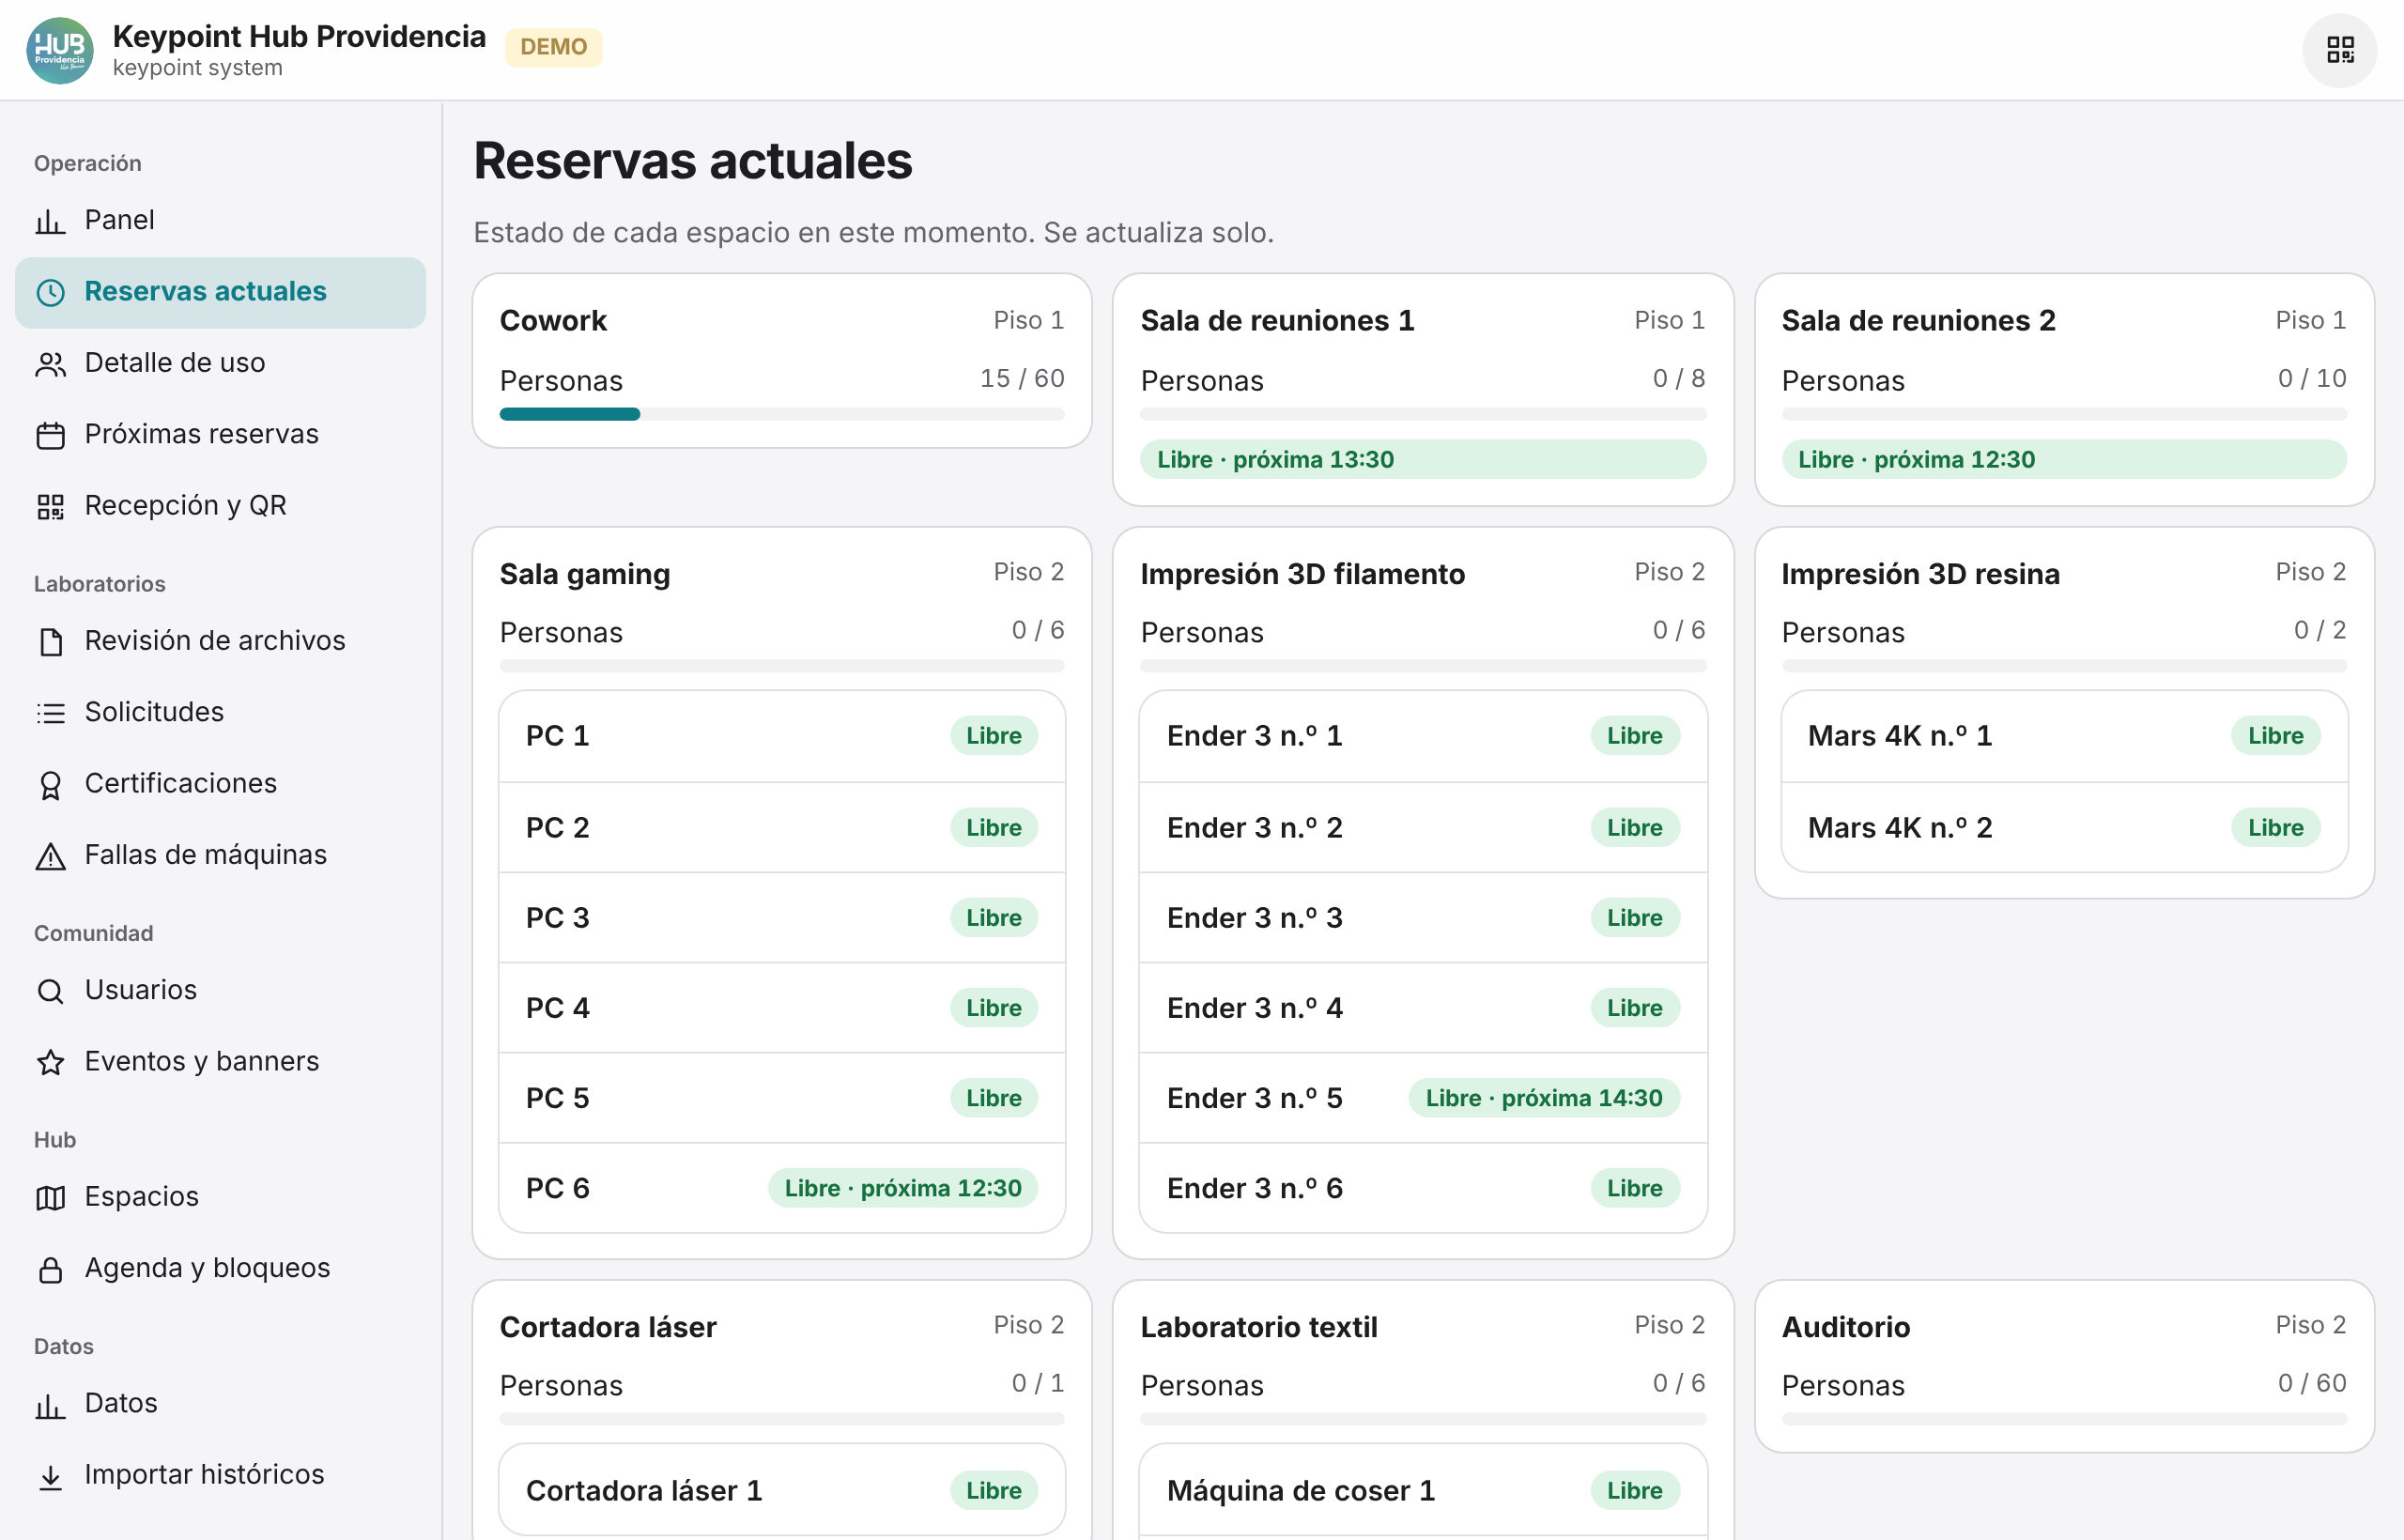 HUB
Providencia
Keypoint Hub Providencia
keypoint system
DEMO
Operación
Panel
Reservas actuales
Detalle de uso
Próximas reservas
Recepción y QR
Laboratorios
Revisión de archivos
Solicitudes
Certificaciones
Fallas de máquinas
Comunidad
Usuarios
Eventos y banners
Hub
Espacios
Agenda y bloqueos
Datos
Datos
Importar históricos
Reservas actuales
Estado de cada espacio en este momento. Se actualiza solo.
Cowork Piso 1
Personas 15 / 60
Sala de reuniones 1 Piso 1
Personas 0 / 8
Libre · próxima 13:30
Sala de reuniones 2 Piso 1
Personas 0 / 10
Libre · próxima 12:30
Sala gaming Piso 2
Personas 0 / 6
PC 1 Libre
PC 2 Libre
PC 3 Libre
PC 4 Libre
PC 5 Libre
PC 6 Libre · próxima 12:30
Impresión 3D filamento Piso 2
Personas 0 / 6
Ender 3 n.º 1 Libre
Ender 3 n.º 2 Libre
Ender 3 n.º 3 Libre
Ender 3 n.º 4 Libre
Ender 3 n.º 5 Libre · próxima 14:30
Ender 3 n.º 6 Libre
Impresión 3D resina Piso 2
Personas 0 / 2
Mars 4K n.º 1 Libre
Mars 4K n.º 2 Libre
Cortadora láser Piso 2
Personas 0 / 1
Cortadora láser 1 Libre
Laboratorio textil Piso 2
Personas 0 / 6
Máquina de coser 1 Libre
Auditorio Piso 2
Personas 0 / 60